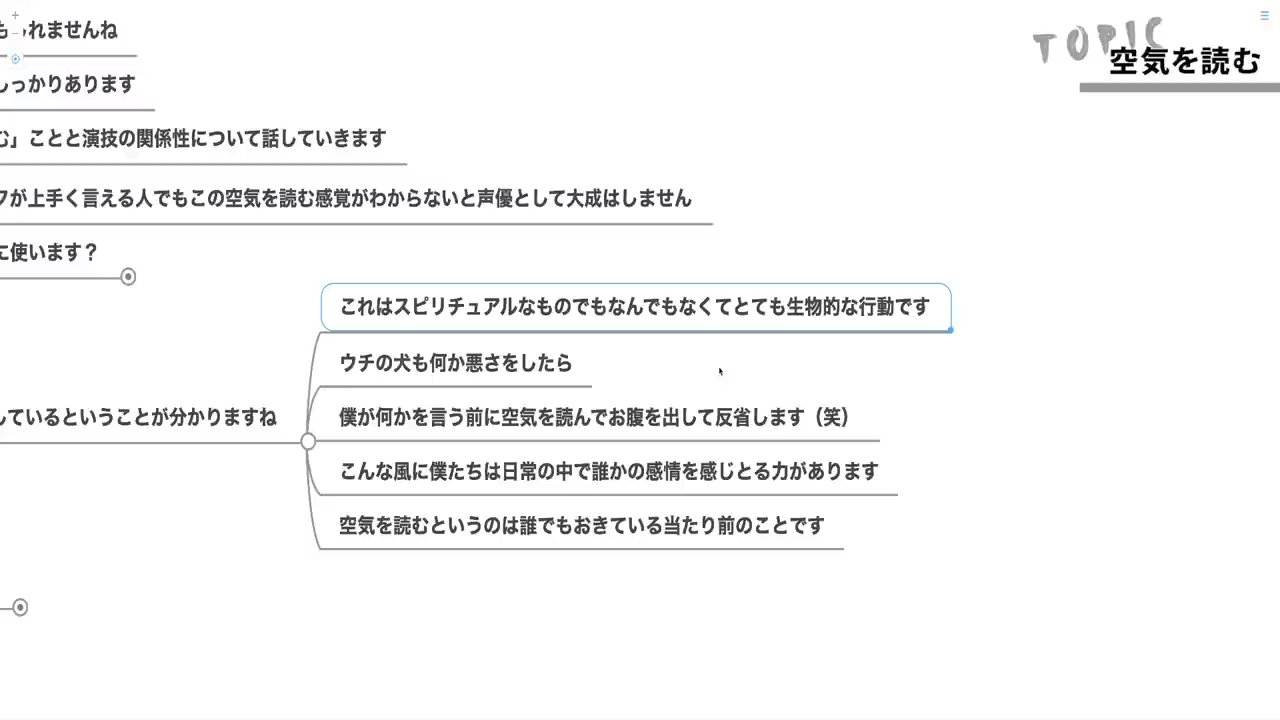 れませんね
TOPIC
空気を読む
しっかりあります
む」ことと演技の関係性について話していきます
フが上手く言える人でもこの空気を読む感覚がわからないと声優として大成はしません
に使います？
これはスピリチュアルなものでもなんでもなくてとても生物的な行動です
ウチの犬も何か悪さをしたら
僕が何かを言う前に空気を読んでお腹を出して反省します（笑）
しているということが分かりますね
こんな風に僕たちは日常の中で誰かの感情を感じとる力があります
空気を読むというのは誰でもおきている当たり前のことです